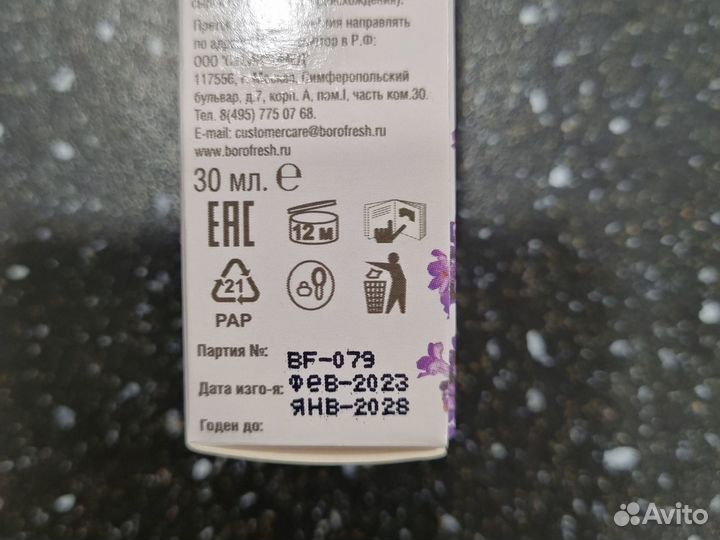 направлять
по
в Р.Ф:
ООО
117556, г. Москва, Симферопольский
бульвар, д.7, корп. А, пэм.I, часть ком.30.
Тел. 8(495) 775 07 68.
E-mail: customercare@borofresh.ru
www.borofresh.ru
30 мл. e
EAC
12 м
21
PAP
Партия №: BF-079
Дата изго-я: ФЕВ-2023
ЯНВ-2028
Годен до:
Avito